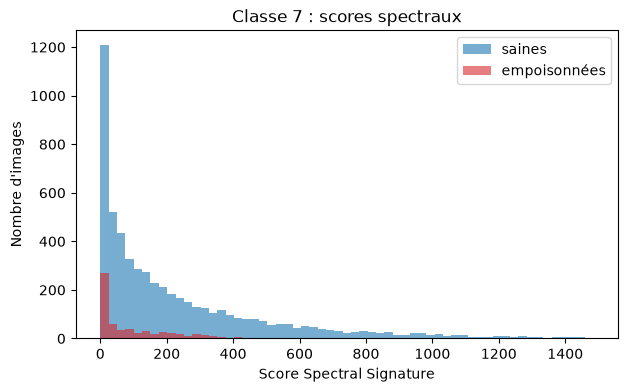 Classe 7 : scores spectraux
saines
empoisonnées
Nombre d'images
1200
1000
800
600
400
200
0
0 200 400 600 800 1000 1200 1400
Score Spectral Signature